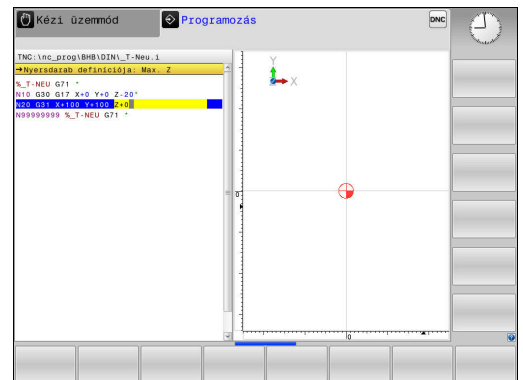 Kézi üzemmód
Programozás
DNC
TNC:\nc_prog\BHB\DIN\_T-Neu.i
→Nyersdarab definíciója: Max. Z
%_T-NEU G71 *
N10 G30 G17 X+0 Y+0 Z-20*
N20 G31 X+100 Y+100 Z+0
N99999999 %_T-NEU G71 *
Y
X
0
0